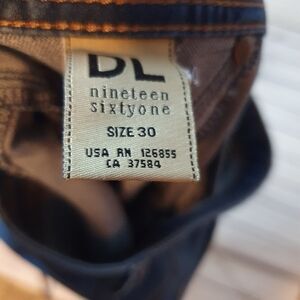 DL
nineteen
sixtyone
SIZE 30
USA RN 126855
CA 37584